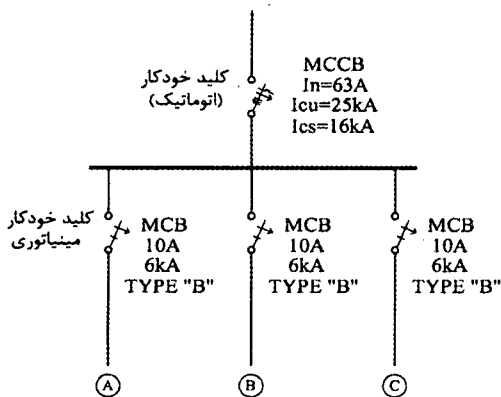 کلید خودکار
(اتوماتیک)
MCCB
In=63A
Icu=25kA
Ics=16kA
کلید خودکار
مینیاتوری
MCB
10A
6kA
TYPE "B"
MCB
10A
6kA
TYPE "B"
MCB
10A
6kA
TYPE "B"
A
B
C